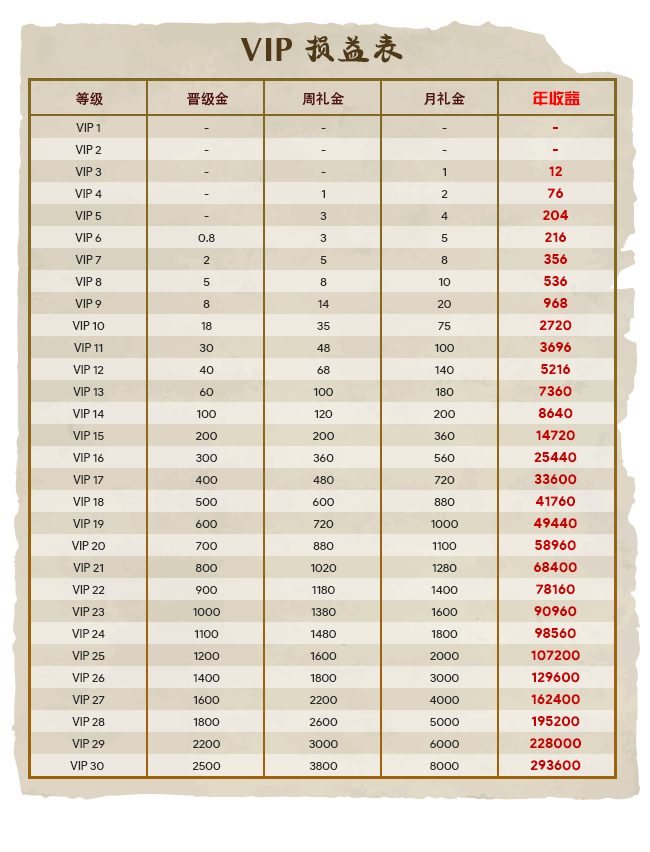 VIP 损益表
等级 晋级金 周礼金 月礼金 年收益
VIP 1 - - - -
VIP 2 - - - -
VIP 3 - - 1 12
VIP 4 - 1 2 76
VIP 5 - 3 4 204
VIP 6 0.8 3 5 216
VIP 7 2 5 8 356
VIP 8 5 8 10 536
VIP 9 8 14 20 968
VIP 10 18 35 75 2720
VIP 11 30 48 100 3696
VIP 12 40 68 140 5216
VIP 13 60 100 180 7360
VIP 14 100 120 200 8640
VIP 15 200 200 360 14720
VIP 16 300 360 560 25440
VIP 17 400 480 720 33600
VIP 18 500 600 880 41760
VIP 19 600 720 1000 49440
VIP 20 700 880 1100 58960
VIP 21 800 1020 1280 68400
VIP 22 900 1180 1400 78160
VIP 23 1000 1380 1600 90960
VIP 24 1100 1480 1800 98560
VIP 25 1200 1600 2000 107200
VIP 26 1400 1800 3000 129600
VIP 27 1600 2200 4000 162400
VIP 28 1800 2600 5000 195200
VIP 29 2200 3000 6000 228000
VIP 30 2500 3800 8000 293600